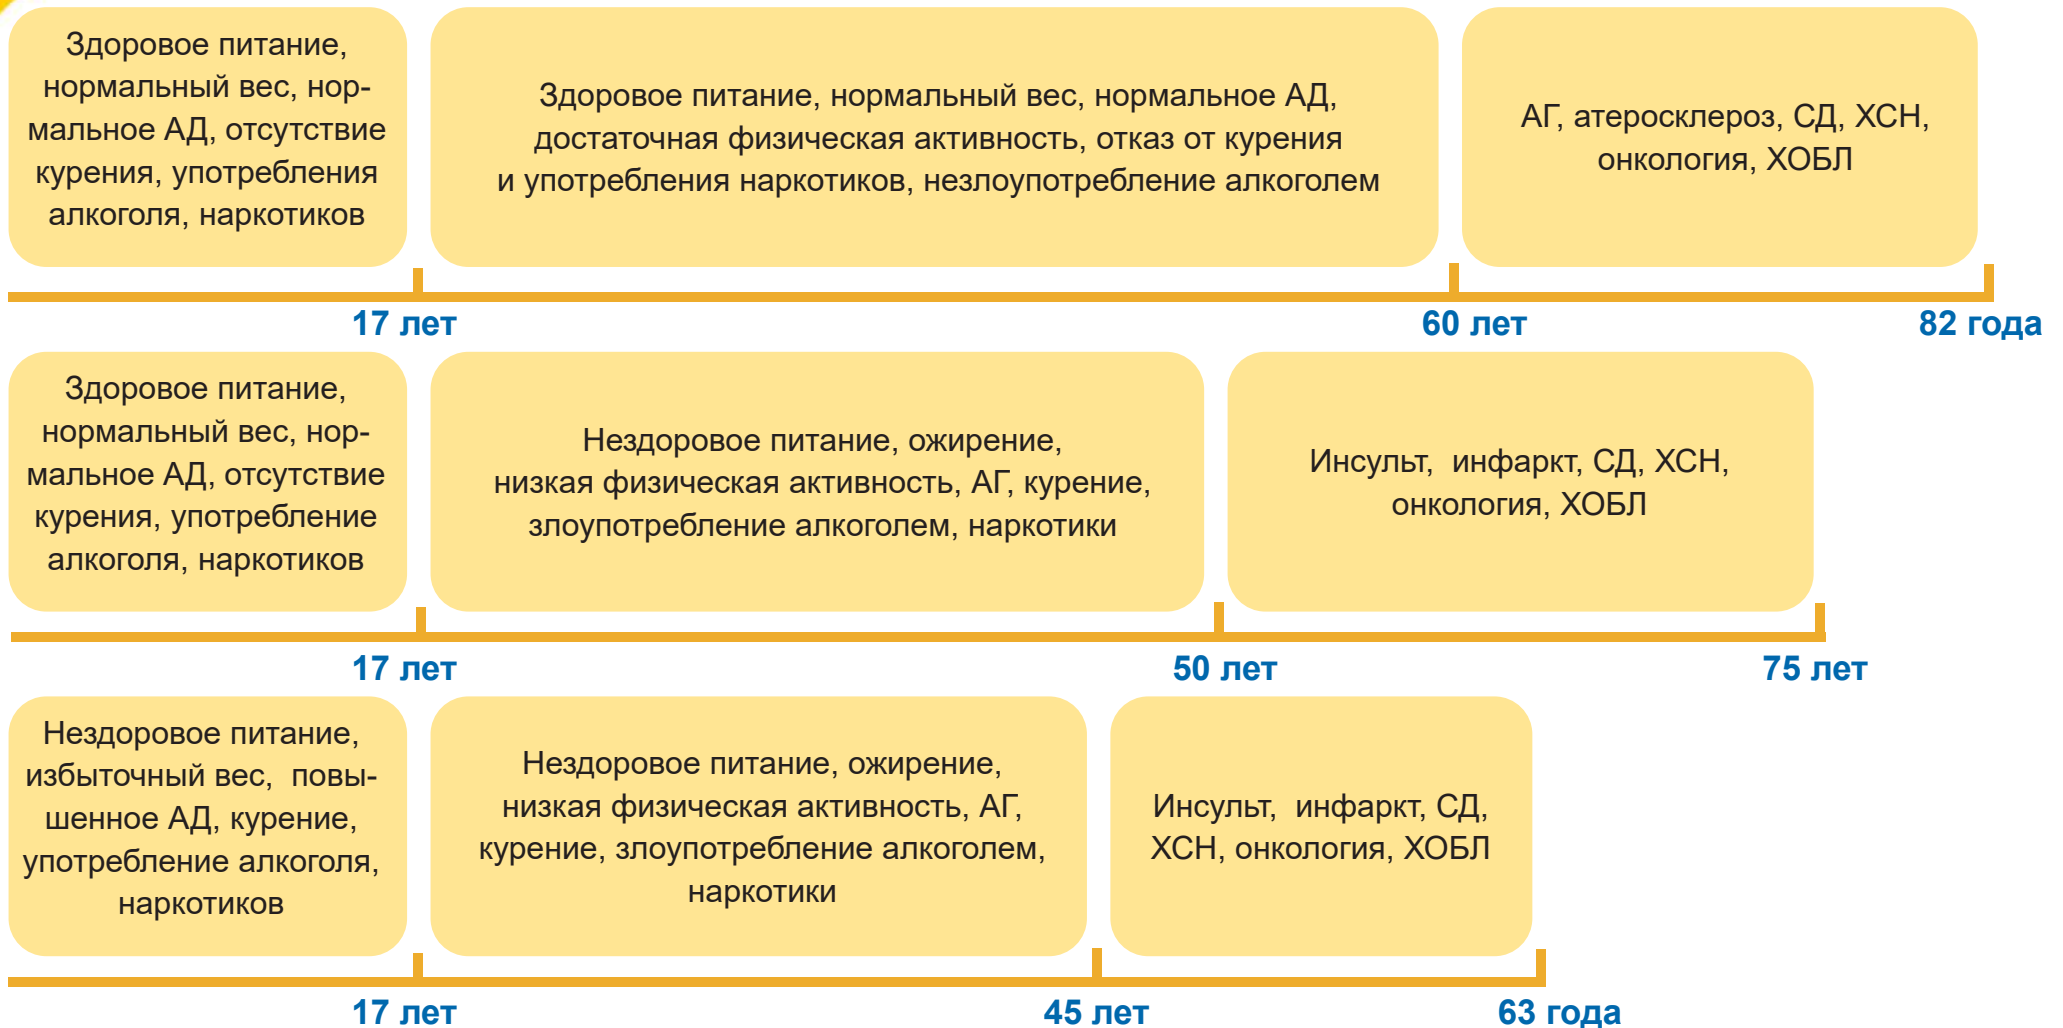 Здоровое питание,
нормальный вес, нор-
мальное АД, отсутствие
курения, употребления
алкоголя, наркотиков
Здоровое питание, нормальный вес, нормальное АД,
достаточная физическая активность, отказ от курения
и употребления наркотиков, незлоупотребление алкоголем
АГ, атеросклероз, СД, ХСН,
онкология, ХОБЛ
17 лет
60 лет
82 года
Здоровое питание,
нормальный вес, нор-
мальное АД, отсутствие
курения, употребление
алкоголя, наркотиков
Нездоровое питание, ожирение,
низкая физическая активность, АГ, курение,
злоупотребление алкоголем, наркотики
Инсульт, инфаркт, СД, ХСН,
онкология, ХОБЛ
17 лет
50 лет
75 лет
Нездоровое питание,
избыточный вес, повы-
шенное АД, курение,
употребление алкоголя,
наркотиков
Нездоровое питание, ожирение,
низкая физическая активность, АГ,
курение, злоупотребление алкоголем,
наркотики
Инсульт, инфаркт, СД,
ХСН, онкология, ХОБЛ
17 лет
45 лет
63 года